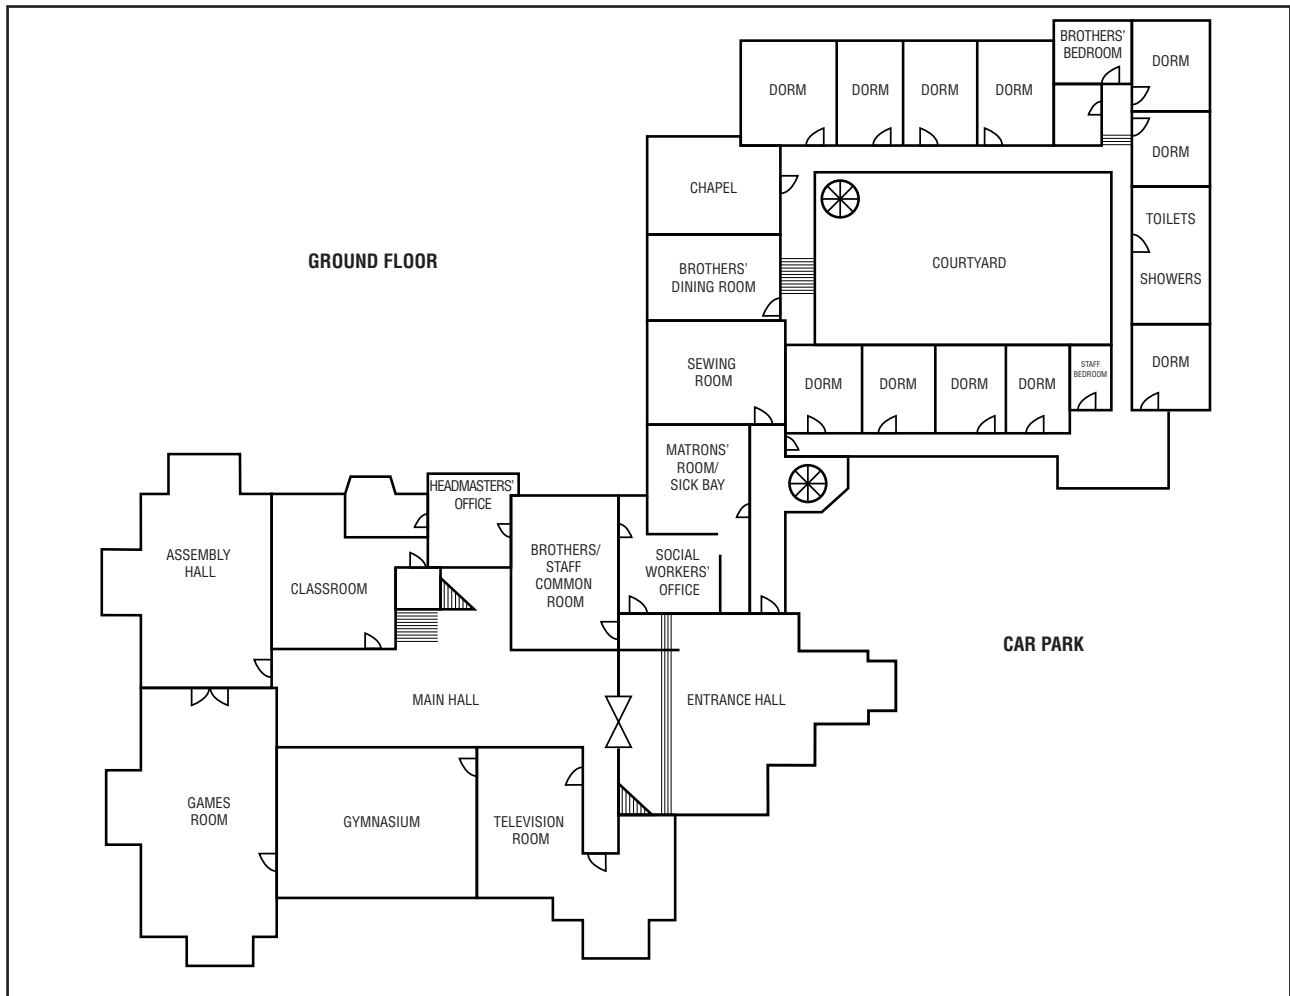 BROTHERS'
BEDROOM
DORM
DORM
DORM
DORM
DORM
DORM
CHAPEL
TOILETS
GROUND FLOOR
BROTHERS'
DINING ROOM
COURTYARD
SHOWERS
SEWING
ROOM
STAFF
BEDROOM
DORM
DORM
DORM
DORM
DORM
MATRONS'
ROOM/
SICK BAY
HEADMASTERS'
OFFICE
ASSEMBLY
HALL
CLASSROOM
BROTHERS/
STAFF
COMMON
ROOM
SOCIAL
WORKERS'
OFFICE
CAR PARK
MAIN HALL
ENTRANCE HALL
GAMES
ROOM
GYMNASIUM
TELEVISION
ROOM